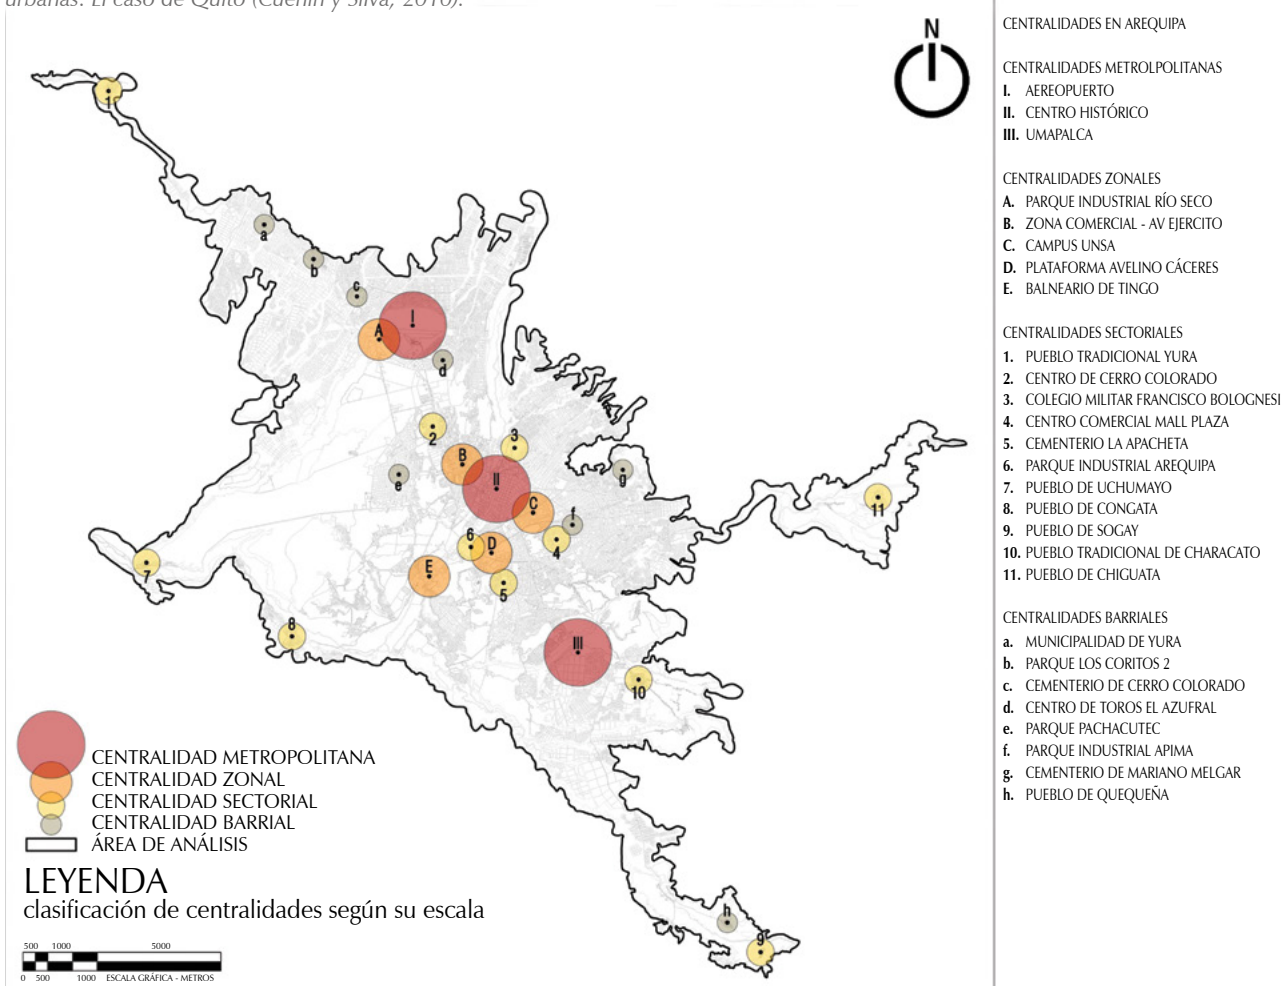 urbanas: El caso de Quito (Cuenin y Silva, 2010).
N
1
a
b
c
I
A
d
2
3
B
II
e
g
C
f
11
6
D
4
E
5
7
8
III
10
h
9
CENTRALIDAD METROPOLITANA
CENTRALIDAD ZONAL
CENTRALIDAD SECTORIAL
CENTRALIDAD BARRIAL
ÁREA DE ANÁLISIS
LEYENDA
clasificación de centralidades según su escala
500 1000 5000
0 500 1000 ESCALA GRÁFICA - METROS
CENTRALIDADES EN AREQUIPA
CENTRALIDADES METROLPOLITANAS
I. AEREOPUERTO
II. CENTRO HISTÓRICO
III. UMAPALCA
CENTRALIDADES ZONALES
A. PARQUE INDUSTRIAL RÍO SECO
B. ZONA COMERCIAL - AV EJERCITO
C. CAMPUS UNSA
D. PLATAFORMA AVELINO CÁCERES
E. BALNEARIO DE TINGO
CENTRALIDADES SECTORIALES
1. PUEBLO TRADICIONAL YURA
2. CENTRO DE CERRO COLORADO
3. COLEGIO MILITAR FRANCISCO BOLOGNESI
4. CENTRO COMERCIAL MALL PLAZA
5. CEMENTERIO LA APACHETA
6. PARQUE INDUSTRIAL AREQUIPA
7. PUEBLO DE UCHUMAYO
8. PUEBLO DE CONGATA
9. PUEBLO DE SOGAY
10. PUEBLO TRADICIONAL DE CHARACATO
11. PUEBLO DE CHIGUATA
CENTRALIDADES BARRIALES
a. MUNICIPALIDAD DE YURA
b. PARQUE LOS CORITOS 2
c. CEMENTERIO DE CERRO COLORADO
d. CENTRO DE TOROS EL AZUFRAL
e. PARQUE PACHACUTEC
f. PARQUE INDUSTRIAL APIMA
g. CEMENTERIO DE MARIANO MELGAR
h. PUEBLO DE QUEQUEÑA